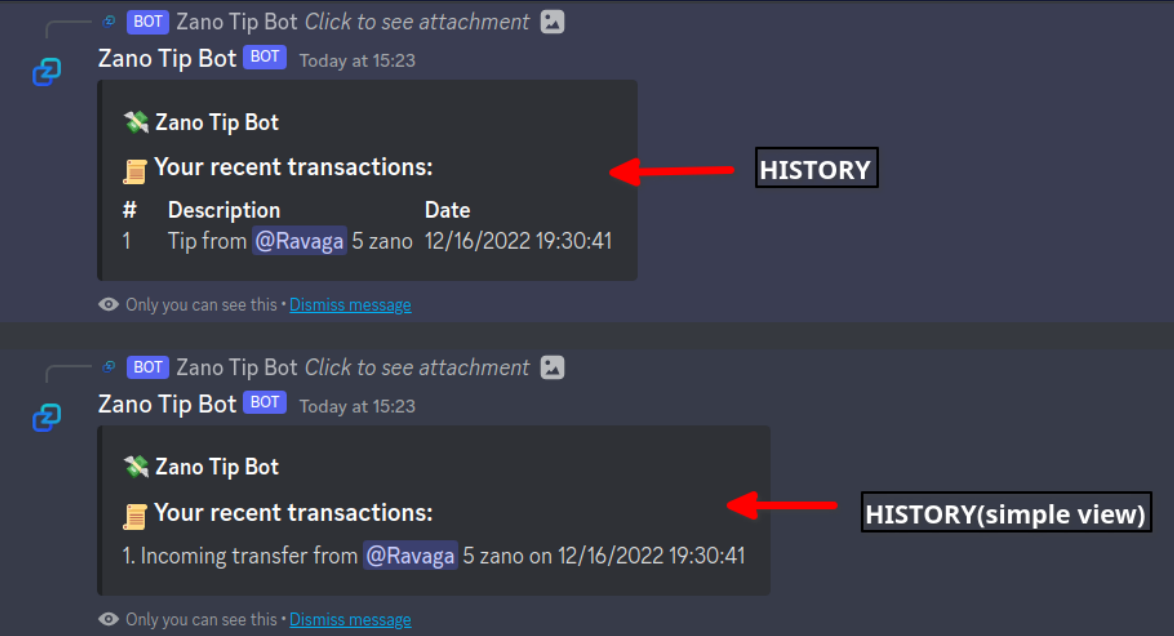 BOT Zano Tip Bot Click to see attachment
Zano Tip Bot BOT Today at 15:23
Zano Tip Bot
Your recent transactions:
HISTORY
# Description Date
1 Tip from @Ravaga 5 zano 12/16/2022 19:30:41
Only you can see this • Dismiss message
BOT Zano Tip Bot Click to see attachment
Zano Tip Bot BOT Today at 15:23
Zano Tip Bot
Your recent transactions:
HISTORY(simple view)
1. Incoming transfer from @Ravaga 5 zano on 12/16/2022 19:30:41
Only you can see this • Dismiss message